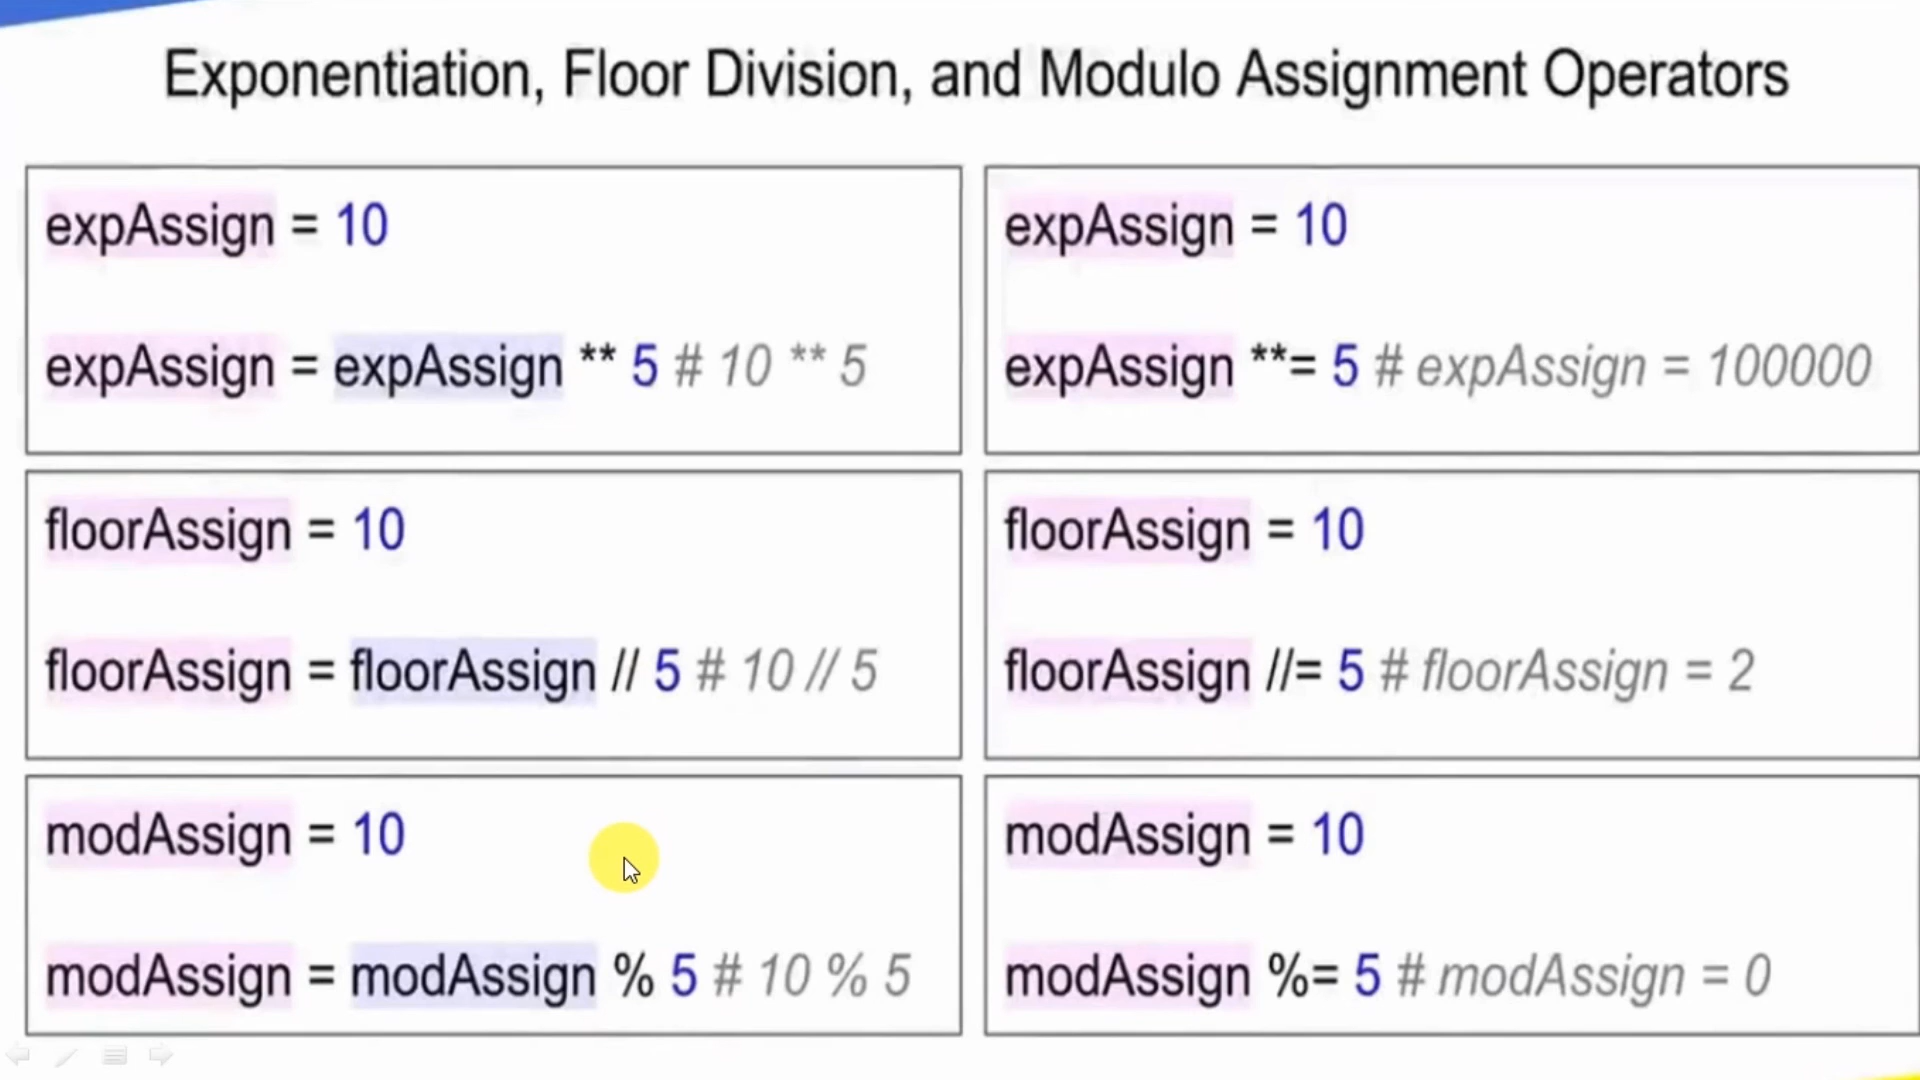 Exponentiation, Floor Division, and Modulo Assignment Operators
expAssign = 10
expAssign = expAssign ** 5 # 10 ** 5
expAssign = 10
expAssign **= 5 # expAssign = 100000
floorAssign = 10
floorAssign = floorAssign // 5 # 10 // 5
floorAssign = 10
floorAssign //= 5 # floorAssign = 2
modAssign = 10
modAssign = modAssign % 5 # 10 % 5
modAssign = 10
modAssign %= 5 # modAssign = 0